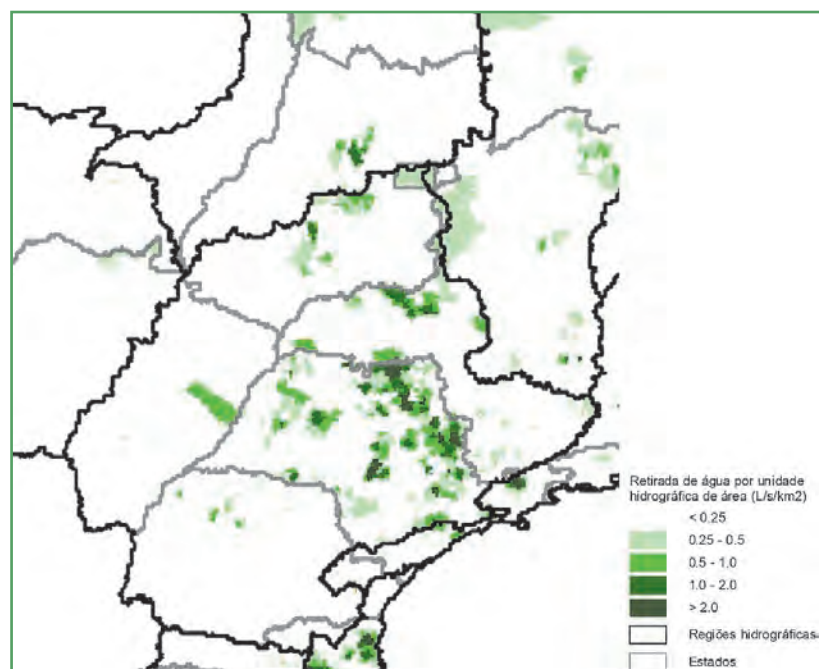 Retirada de água por unidade
hidrográfica de área (L/s/km2)
< 0.25
0.25 - 0.5
0.5 - 1.0
1.0 - 2.0
> 2.0
Regiões hidrográficas
Estados